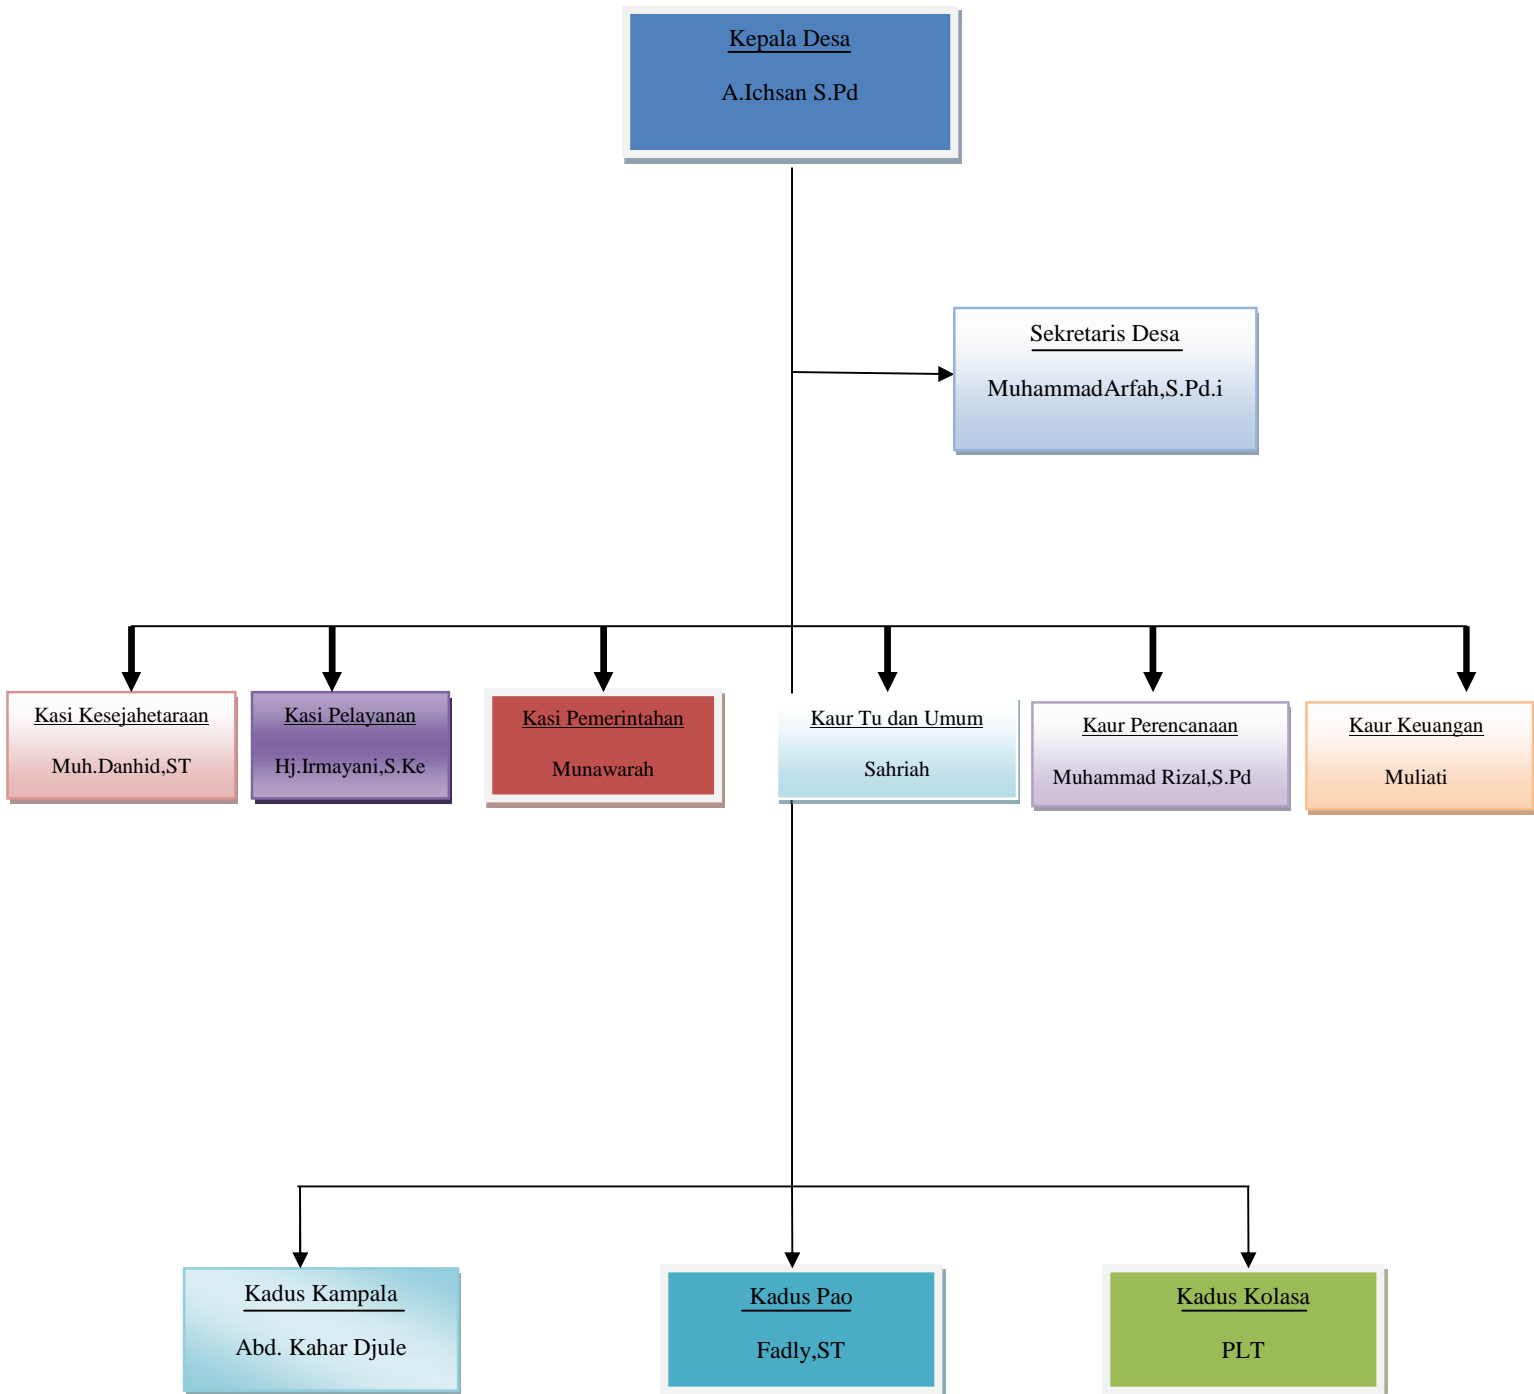 Kepala Desa
A.Ichsan S.Pd
Sekretaris Desa
MuhammadArfah,S.Pd.i
Kasi Kesejahetaraan
Muh.Danhid,ST
Kasi Pelayanan
Hj.Irmayani,S.Ke
Kasi Pemerintahan
Munawarah
Kaur Tu dan Umum
Sahriah
Kaur Perencanaan
Muhammad Rizal,S.Pd
Kaur Keuangan
Muliati
Kadus Kampala
Abd. Kahar Djule
Kadus Pao
Fadly,ST
Kadus Kolasa
PLT